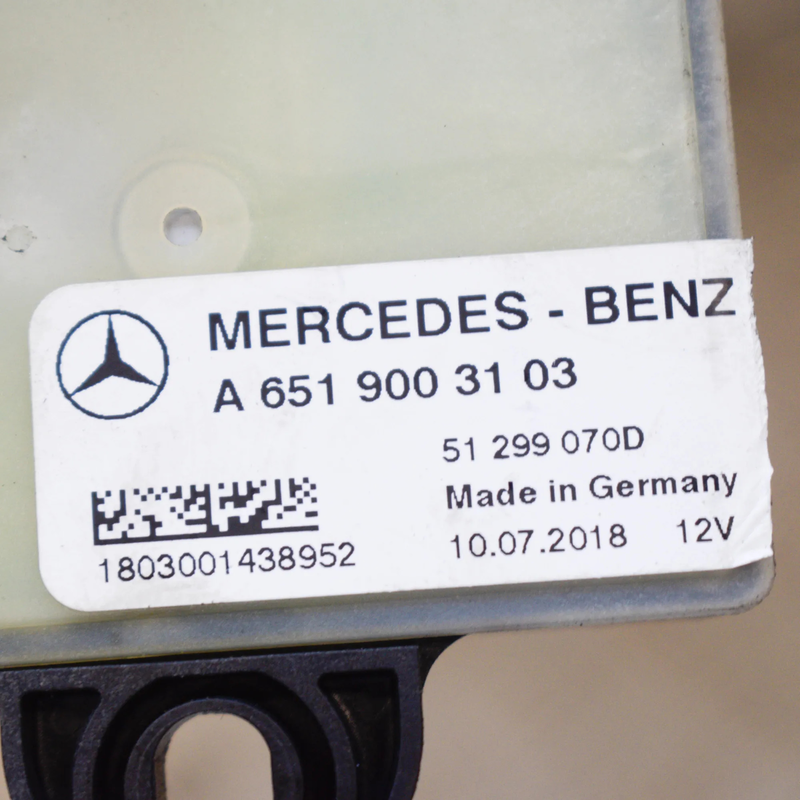 MERCEDES - BENZ
A 651 900 31 03
51 299 070D
Made in Germany
10.07.2018 12V
1803001438952